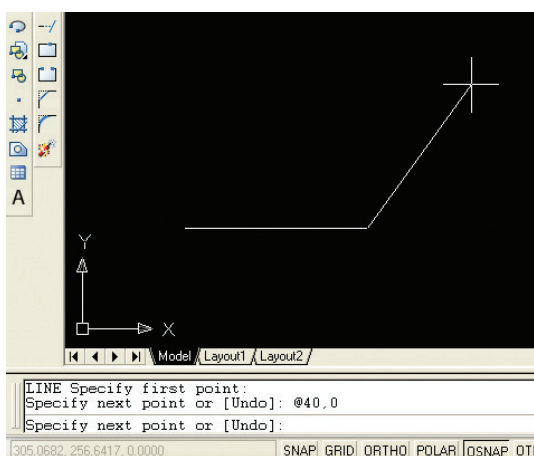 A
Y
X
Model Layout1 Layout2
LINE Specify first point:
Specify next point or [Undo]: @40,0
Specify next point or [Undo]:
305.0682, 256.6417, 0.0000 SNAP GRID ORTHO POLAR OSNAP